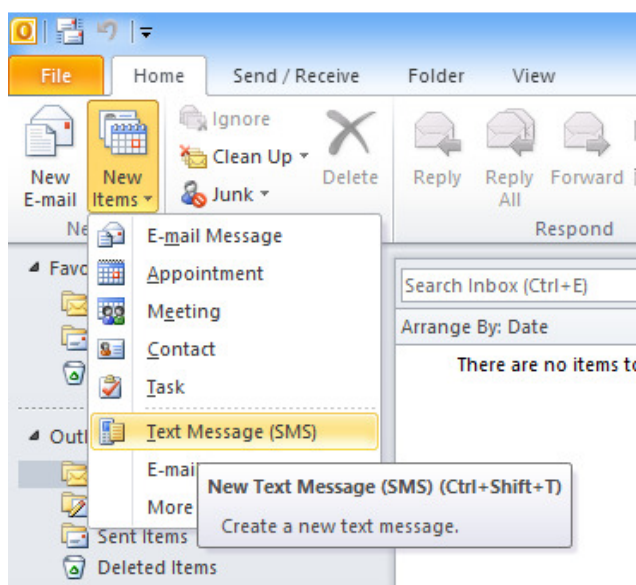 File Home Send / Receive Folder View
Ignore
Clean Up
Junk
Delete
New
E-mail
New
Items
Reply
Reply
All
Forward
Respond
E-mail Message
Appointment
Meeting
Contact
Task
Text Message (SMS)
More
New Text Message (SMS) (Ctrl+Shift+T)
Create a new text message.
Sent Items
Deleted Items
Search Inbox (Ctrl+E)
Arrange By: Date
There are no items to